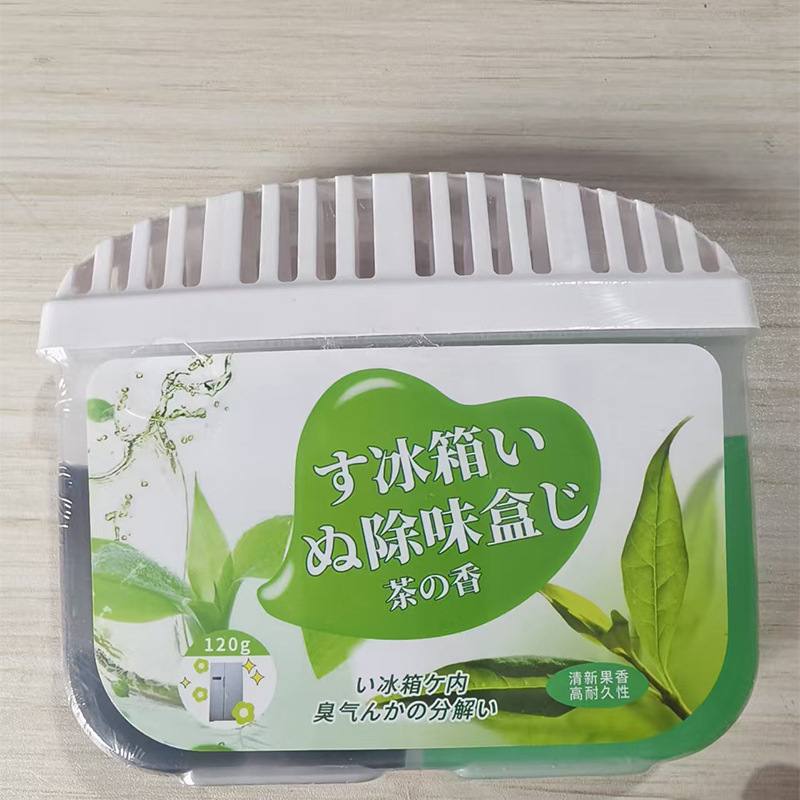 す冰箱い
ぬ除味盒じ
茶の香
120g
い冰箱ケ内
臭气んかの分解い
清新果香
高耐久性